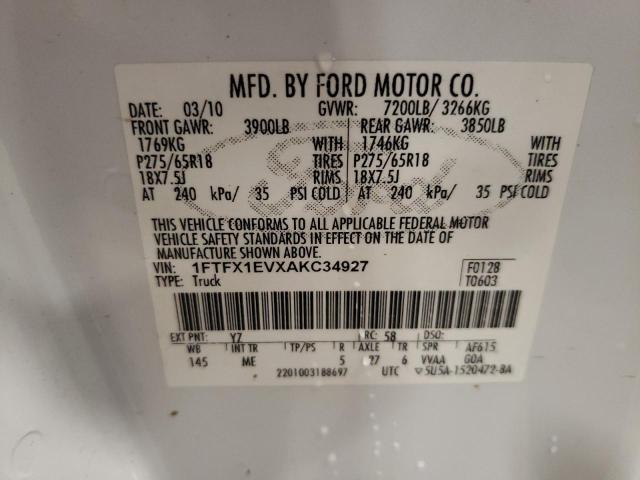 MFD. BY FORD MOTOR CO.
DATE: 03/10 GVWR: 7200LB/ 3266KG
FRONT GAWR: 3900LB REAR GAWR: 3850LB
1769KG WITH 1746KG WITH
P275/65R18 TIRES P275/65R18 TIRES
18X7.5J RIMS 18X7.5J RIMS
AT 240 kPa/ 35 PSI COLD AT 240 kPa/ 35 PSI COLD
Ford
THIS VEHICLE CONFORMS TO ALL APPLICABLE FEDERAL MOTOR
VEHICLE SAFETY STANDARDS IN EFFECT ON THE DATE OF
MANUFACTURE SHOWN ABOVE.
VIN: 1FTFX1EVXAKC34927 F0128
TYPE: Truck T0603
EXT PNT: YZ RC: 58 DSO:
WB INT TR TP/PS R AXLE TR SPR AF615
145 ME 5 27 6 VVAA G0A
2201003188697 UTC 5U5A-1520472-BA